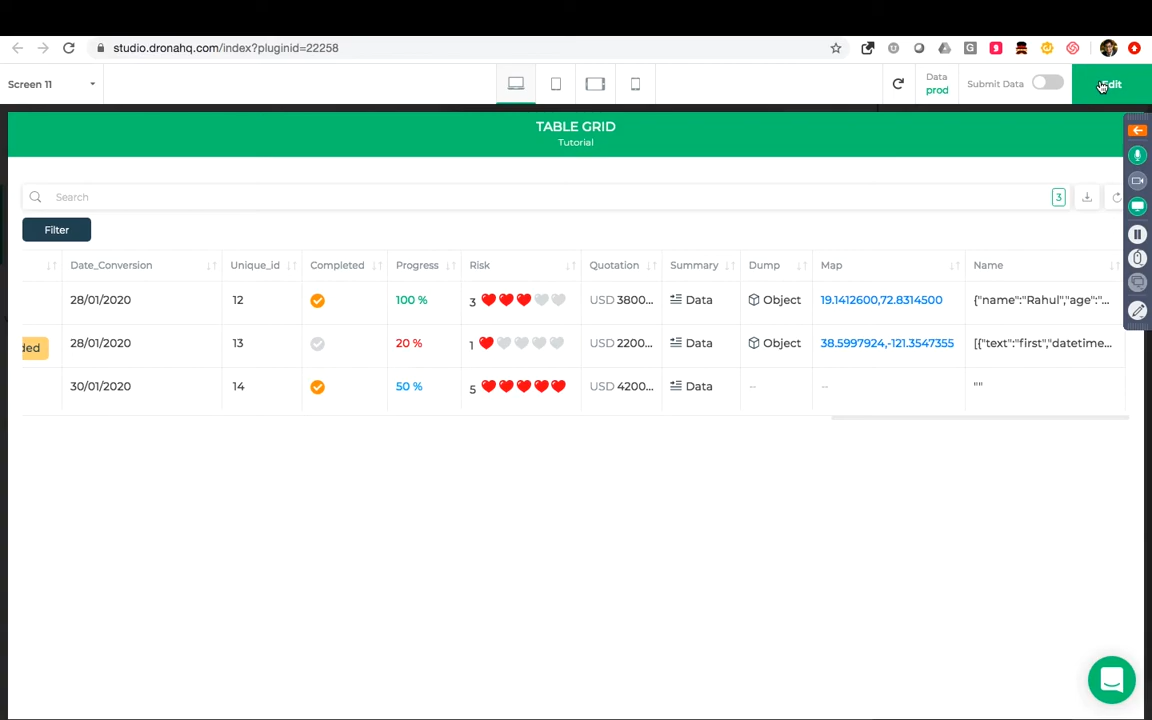 studio.dronahq.com/index?pluginid=22258
Screen 11
Data
prod
Submit Data
Edit
TABLE GRID
Tutorial
Search
3
Filter
Date_Conversion Unique_id Completed Progress Risk Quotation Summary Dump Map Name
28/01/2020 12 100 % 3 USD 3800... Data Object 19.1412600,72.8314500 {"name":"Rahul","age":"...
ded 28/01/2020 13 20 % 1 USD 2200... Data Object 38.5997924,-121.3547355 [{"text":"first","datetime...
30/01/2020 14 50 % 5 USD 4200... Data -- -- ""